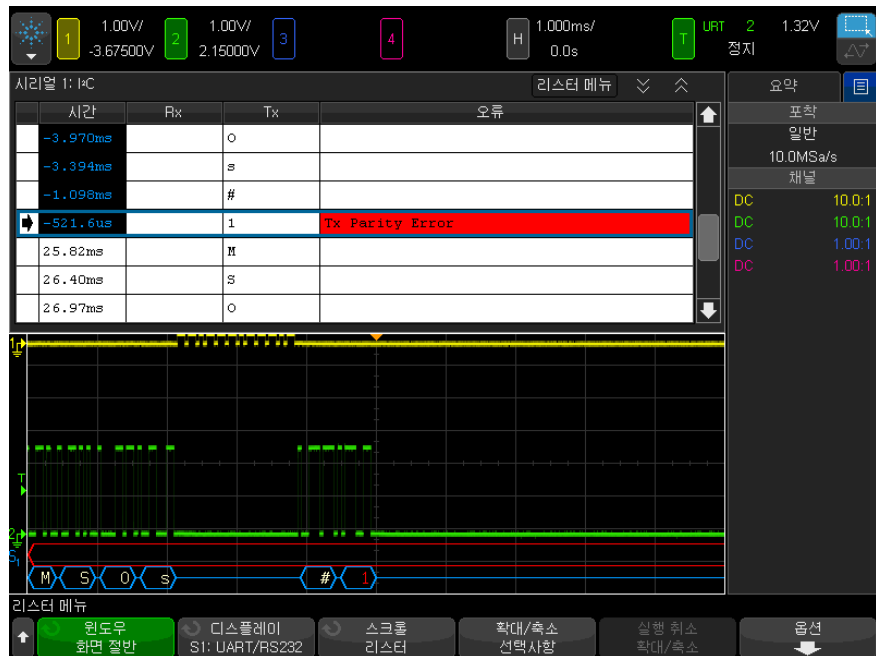 1 1.00V/ 2 1.00V/ 3 4 H 1.000ms/ T URT 2 1.32V
-3.67500V 2.15000V 0.0s 정지
시리얼 1: I²C 리스터 메뉴 요약
시간 Rx Tx 오류
-3.970ms O
-3.394ms s
-1.098ms #
-521.6us 1 Tx Parity Error
25.82ms M
26.40ms S
26.97ms O
포착
일반
10.0MSa/s
채널
DC 10.0:1
DC 10.0:1
DC 1.00:1
DC 1.00:1
1
T
2
S1
M S O s # 1
리스터 메뉴
윈도우 디스플레이 스크롤 확대/축소 실행 취소 옵션
화면 절반 S1: UART/RS232 리스터 선택사항 확대/축소